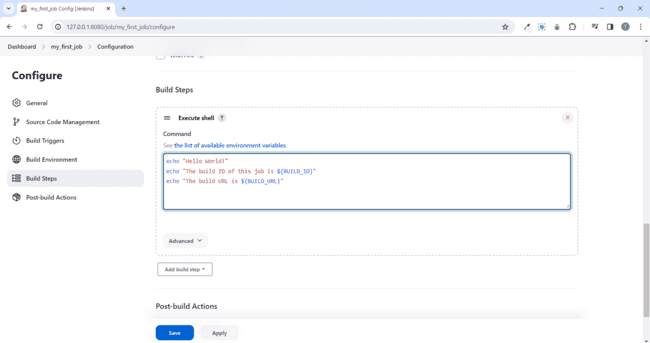 my_first_job Config [Jenkins]
127.0.0.1:8080/job/my_first_job/configure
Dashboard > my_first_job > Configuration
Configure
General
Source Code Management
Build Triggers
Build Environment
Build Steps
Post-build Actions
Build Steps
Execute shell ?
Command
See the list of available environment variables
echo "Hello World!"
echo "The build ID of this job is ${BUILD_ID}"
echo "The build URL is ${BUILD_URL}"
Advanced
Add build step
Post-build Actions
Save
Apply